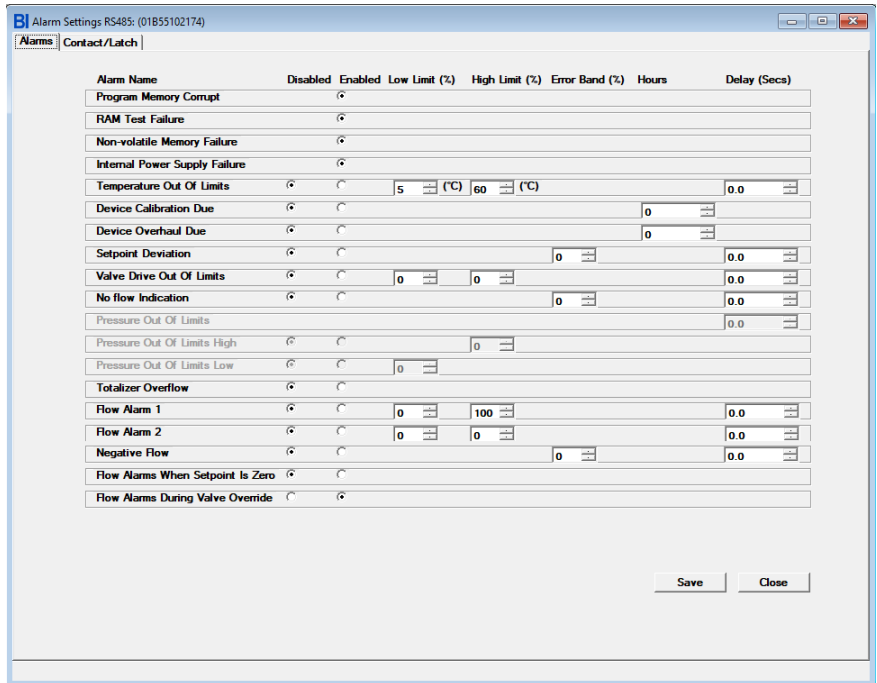 BI Alarm Settings RS485: (01B55102174)
Alarms Contact/Latch
Alarm Name Disabled Enabled Low Limit (%) High Limit (%) Error Band (%) Hours Delay (Secs)
Program Memory Corrupt
RAM Test Failure
Non-volatile Memory Failure
Internal Power Supply Failure
Temperature Out Of Limits 5 (°C) 60 (°C) 0.0
Device Calibration Due 0
Device Overhaul Due 0
Setpoint Deviation 0 0.0
Valve Drive Out Of Limits 0 0 0.0
No flow Indication 0 0.0
Pressure Out Of Limits 0.0
Pressure Out Of Limits High 0
Pressure Out Of Limits Low 0
Totalizer Overflow
Flow Alarm 1 0 100 0.0
Flow Alarm 2 0 0 0.0
Negative Flow 0 0.0
Flow Alarms When Setpoint Is Zero
Flow Alarms During Valve Override
Save Close